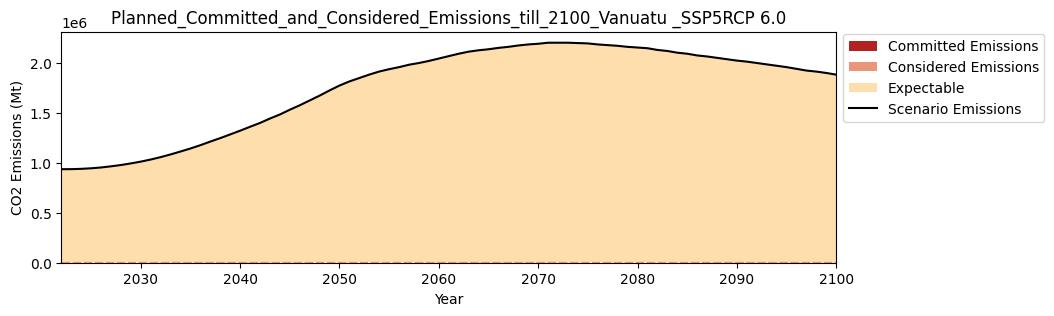 Planned_Committed_and_Considered_Emissions_till_2100_Vanuatu _SSP5RCP 6.0
1e6
2.0
1.5
1.0
0.5
0.0
CO2 Emissions (Mt)
2030 2040 2050 2060 2070 2080 2090 2100
Year
Committed Emissions
Considered Emissions
Expectable
Scenario Emissions